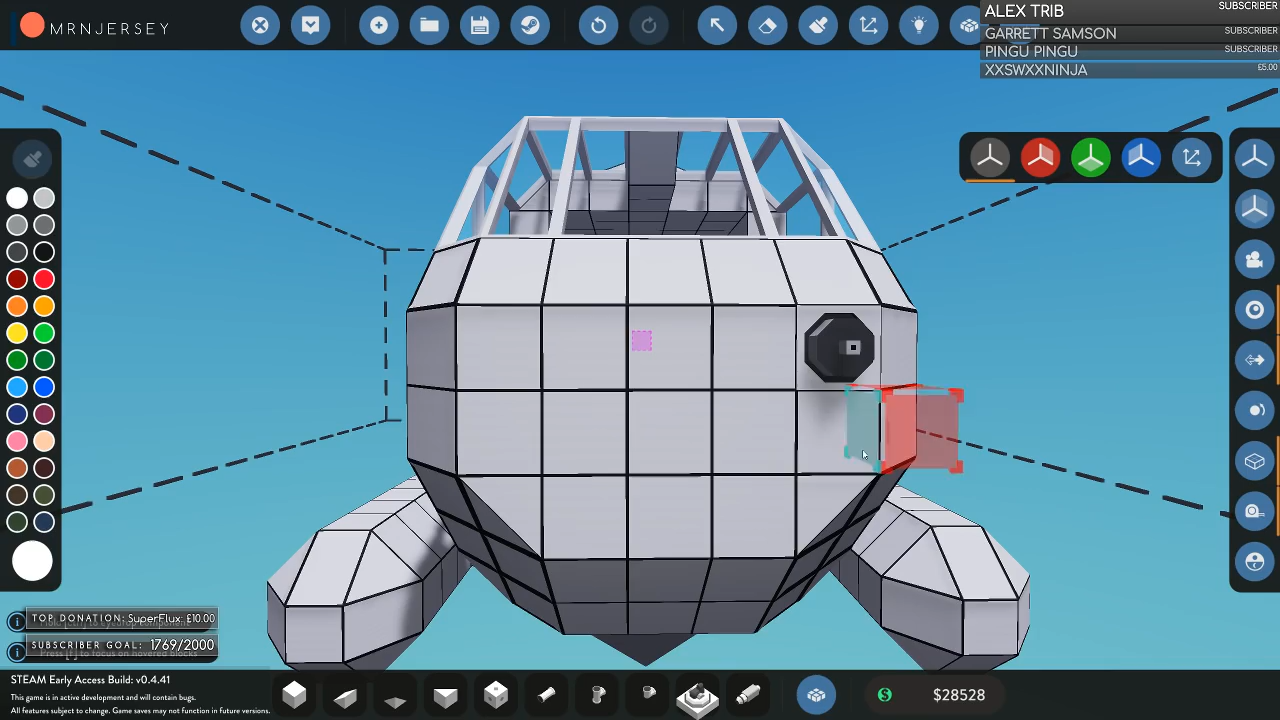 MRNJERSEY
ALEX TRIB SUBSCRIBER
GARRETT SAMSON SUBSCRIBER
PINGU PINGU SUBSCRIBER
XXSWXXNINJA £5.00
TOP DONATION: SuperFlux: £10.00
SUBSCRIBER GOAL: 1769/2000
STEAM Early Access Build: v0.4.41
This game is in active development and will contain bugs.
All features subject to change. Game saves may not function in future versions.
$ $28528